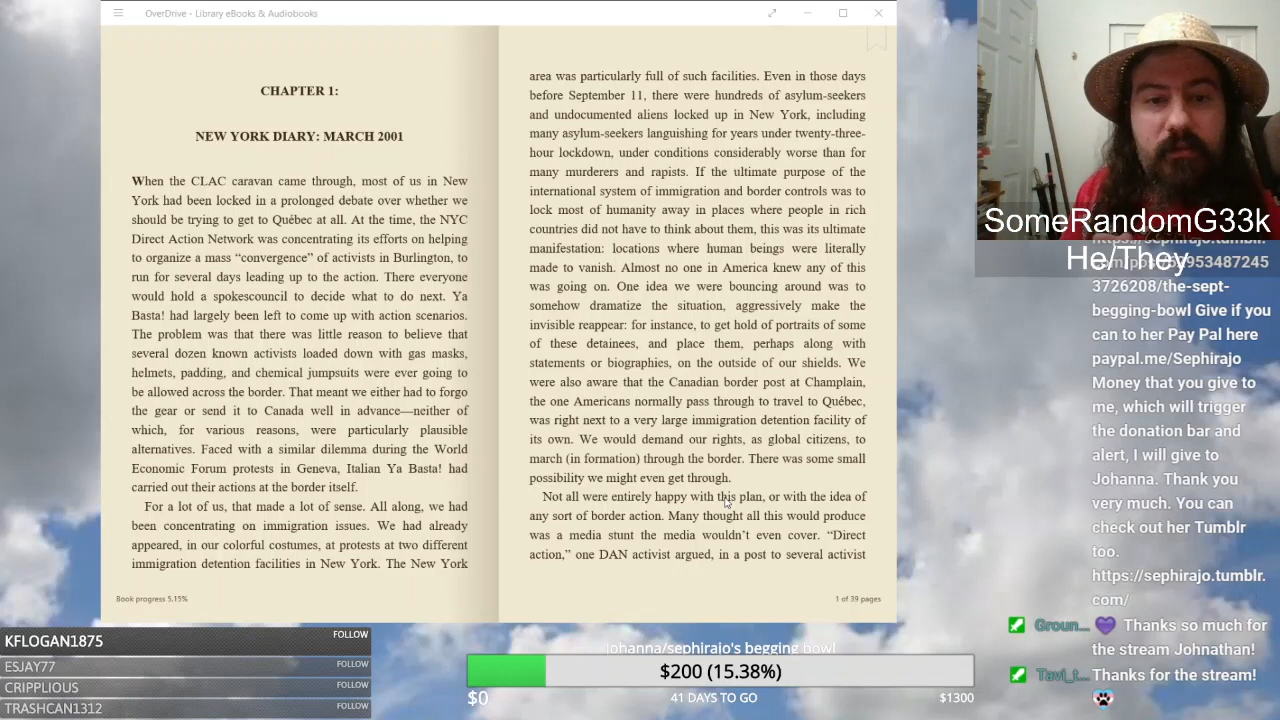 OverDrive - Library eBooks & Audiobooks
CHAPTER 1:
NEW YORK DIARY: MARCH 2001
When the CLAC caravan came through, most of us in New
York had been locked in a prolonged debate over whether we
should be trying to get to Québec at all. At the time, the NYC
Direct Action Network was concentrating its efforts on helping
to organize a mass “convergence” of activists in Burlington, to
run for several days leading up to the action. There everyone
would hold a spokescouncil to decide what to do next. Ya
Basta! had largely been left to come up with action scenarios.
The problem was that there was little reason to believe that
several dozen known activists loaded down with gas masks,
helmets, padding, and chemical jumpsuits were ever going to
be allowed across the border. That meant we either had to forgo
the gear or send it to Canada well in advance—neither of
which, for various reasons, were particularly plausible
alternatives. Faced with a similar dilemma during the World
Economic Forum protests in Geneva, Italian Ya Basta! had
carried out their actions at the border itself.
For a lot of us, that made a lot of sense. All along, we had
been concentrating on immigration issues. We had already
appeared, in our colorful costumes, at protests at two different
immigration detention facilities in New York. The New York
Book progress 5.15%
area was particularly full of such facilities. Even in those days
before September 11, there were hundreds of asylum-seekers
and undocumented aliens locked up in New York, including
many asylum-seekers languishing for years under twenty-three-
hour lockdown, under conditions considerably worse than for
many murderers and rapists. If the ultimate purpose of the
international system of immigration and border controls was to
lock most of humanity away in places where people in rich
countries did not have to think about them, this was its ultimate
manifestation: locations where human beings were literally
made to vanish. Almost no one in America knew any of this
was going on. One idea we were bouncing around was to
somehow dramatize the situation, aggressively make the
invisible reappear: for instance, to get hold of portraits of some
of these detainees, and place them, perhaps along with
statements or biographies, on the outside of our shields. We
were also aware that the Canadian border post at Champlain,
the one Americans normally pass through to travel to Québec,
was right next to a very large immigration detention facility of
its own. We would demand our rights, as global citizens, to
march (in formation) through the border. There was some small
possibility we might even get through.
Not all were entirely happy with this plan, or with the idea of
any sort of border action. Many thought all this would produce
was a media stunt the media wouldn’t even cover. “Direct
action,” one DAN activist argued, in a post to several activist
1 of 39 pages
SomeRandomG33k
He/They
3726208/the-sept-
begging-bowl Give if you
can to her Pay Pal here
paypal.me/Sephirajo
Money that you give to
me, which will trigger
the donation bar and
alert, I will give to
Johanna. Thank you
very much. You can
check out her Tumblr
too.
https://sephirajo.tumblr.
com/
Groun... Thanks so much for
the stream Johnathan!
Tavi_t... Thanks for the stream!
KFLOGAN1875 FOLLOW
ESJAY77 FOLLOW
CRIPPLIOUS FOLLOW
TRASHCAN1312 FOLLOW
johanna/sephirajo's begging bowl
$200 (15.38%)
$0 41 DAYS TO GO $1300